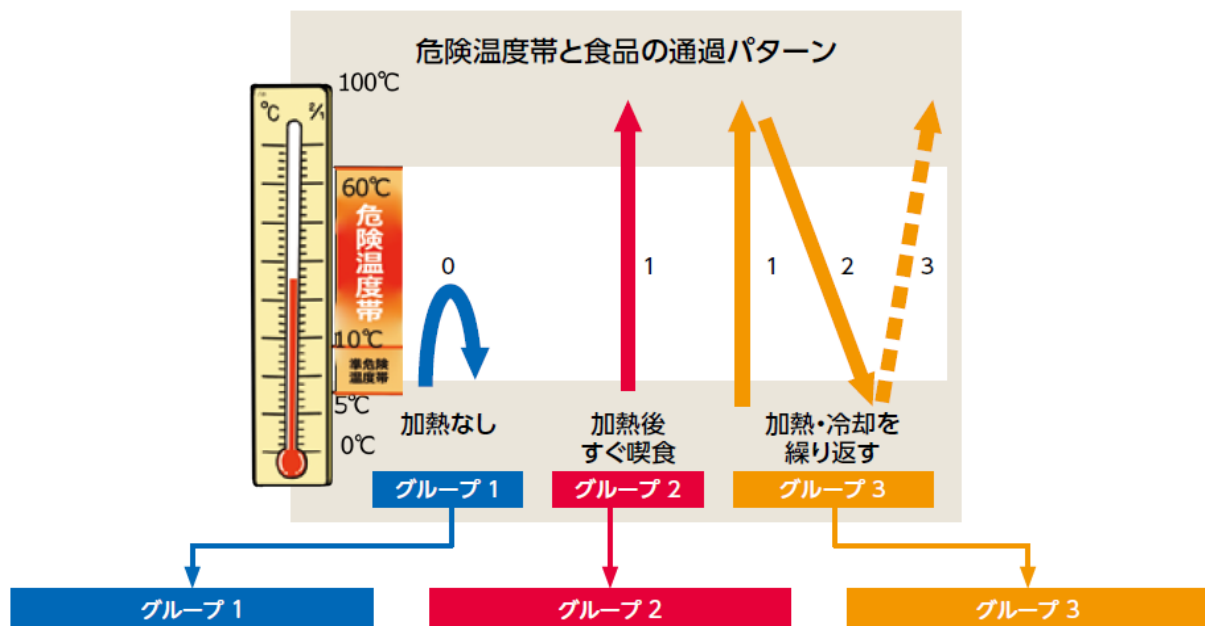 危険温度帯と食品の通過パターン
100℃
℃
60℃
危険温度帯
10℃
準危険
温度帯
5℃
0℃
0
1
1
2
3
加熱なし
加熱後
すぐ喫食
加熱・冷却を
繰り返す
グループ 1
グループ 2
グループ 3
グループ 1
グループ 2
グループ 3